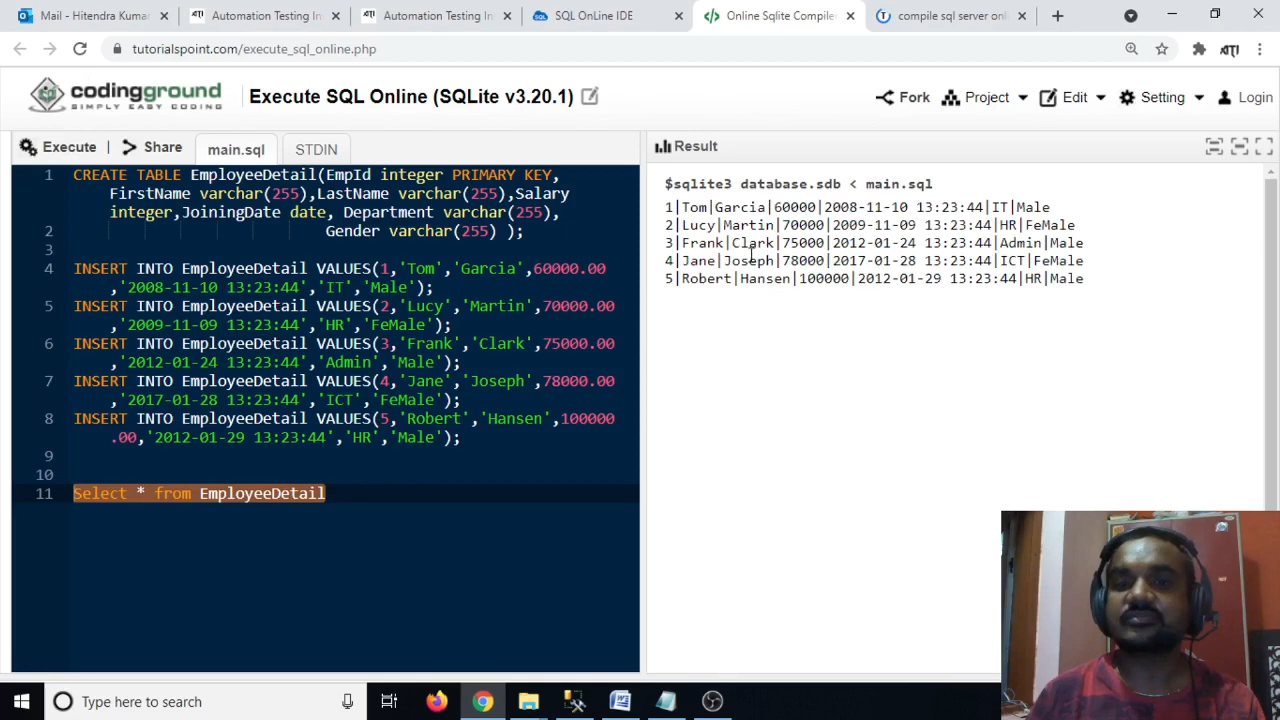 Mail - Hitendra Kumar
Automation Testing In
Automation Testing In
SQL OnLine IDE
Online Sqlite Compile
compile sql server onl
tutorialspoint.com/execute_sql_online.php
codingground
SIMPLY EASY CODING
Execute SQL Online (SQLite v3.20.1)
Fork
Project
Edit
Setting
Login
Execute | Share
main.sql
STDIN
Result
1 CREATE TABLE EmployeeDetail(EmpId integer PRIMARY KEY,
FirstName varchar(255),LastName varchar(255),Salary
integer,JoiningDate date, Department varchar(255),
2 Gender varchar(255) );
3
4 INSERT INTO EmployeeDetail VALUES(1,'Tom','Garcia',60000.00
,'2008-11-10 13:23:44','IT','Male');
5 INSERT INTO EmployeeDetail VALUES(2,'Lucy','Martin',70000.00
,'2009-11-09 13:23:44','HR','FeMale');
6 INSERT INTO EmployeeDetail VALUES(3,'Frank','Clark',75000.00
,'2012-01-24 13:23:44','Admin','Male');
7 INSERT INTO EmployeeDetail VALUES(4,'Jane','Joseph',78000.00
,'2017-01-28 13:23:44','ICT','FeMale');
8 INSERT INTO EmployeeDetail VALUES(5,'Robert','Hansen',100000
.00,'2012-01-29 13:23:44','HR','Male');
9
10
11 Select * from EmployeeDetail
$sqlite3 database.sdb < main.sql
1|Tom|Garcia|60000|2008-11-10 13:23:44|IT|Male
2|Lucy|Martin|70000|2009-11-09 13:23:44|HR|FeMale
3|Frank|Clark|75000|2012-01-24 13:23:44|Admin|Male
4|Jane|Joseph|78000|2017-01-28 13:23:44|ICT|FeMale
5|Robert|Hansen|100000|2012-01-29 13:23:44|HR|Male
Type here to search